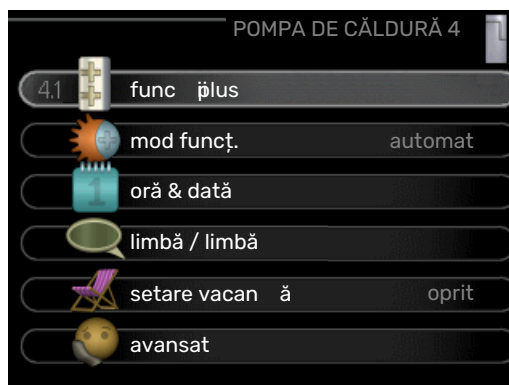 POMPA DE CĂLDURĂ 4
4.1 func plus
mod funcț. automat
oră & dată
1
limbă / limbă
setare vacan ă oprit
avansat